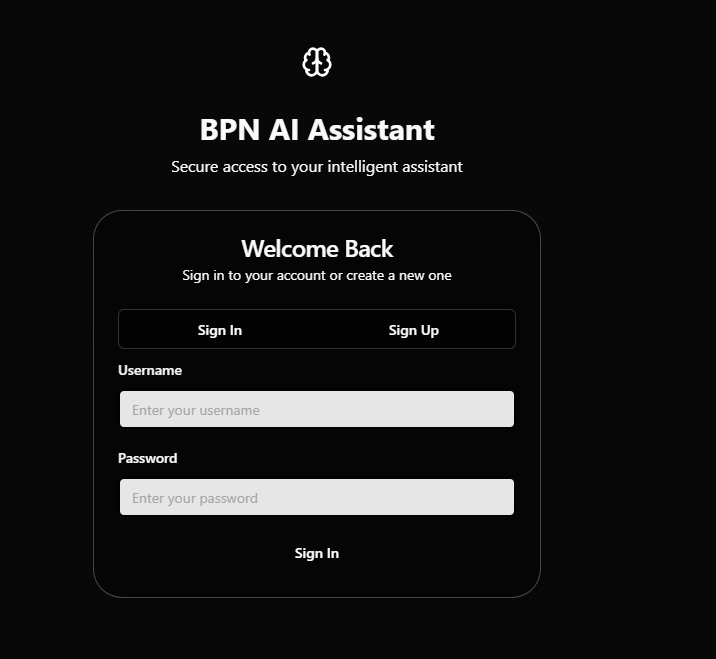 BPN AI Assistant
Secure access to your intelligent assistant
Welcome Back
Sign in to your account or create a new one
Sign In Sign Up
Username
Enter your username
Password
Enter your password
Sign In